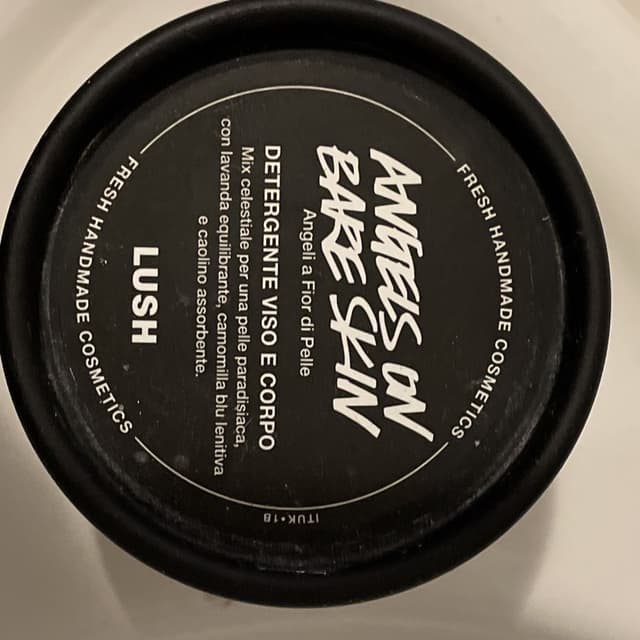 FRESH HANDMADE COSMETICS
ANGELS ON
BARE SKIN
Angeli a Fior di Pelle
DETERGENTE VISO E CORPO
Mix celestiale per una pelle paradisiaca,
con lavanda equilibrante, camomilla blu lenitiva
e caolino assorbente.
LUSH
FRESH HANDMADE COSMETICS
ITUK•18